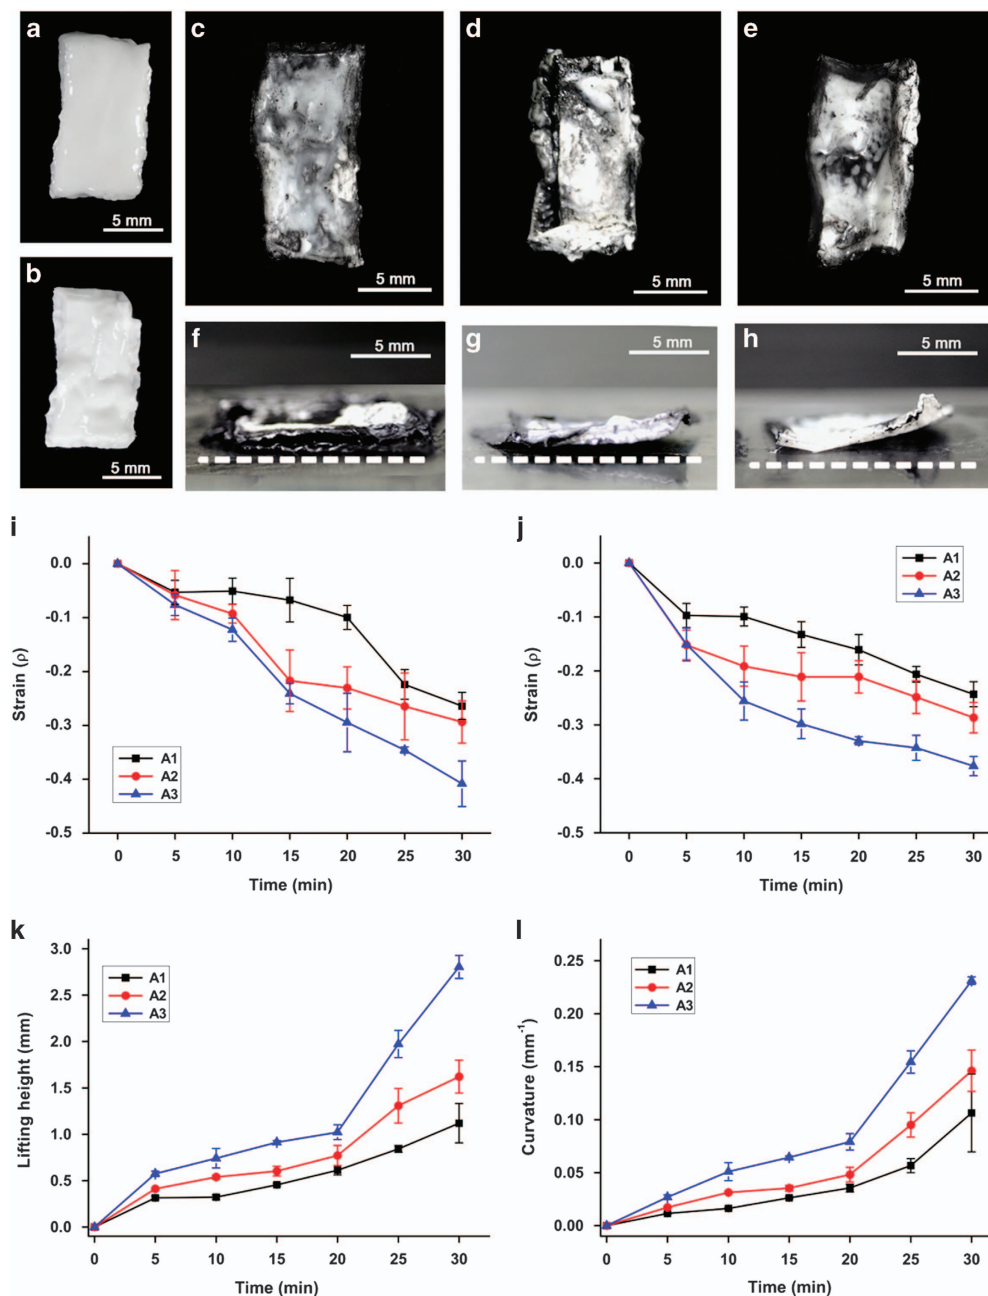 a
5 mm
b
5 mm
c
5 mm
d
5 mm
e
5 mm
f
5 mm
g
5 mm
h
5 mm
i
0.0
-0.1
-0.2
-0.3
-0.4
-0.5
Strain (ρ)
A1
A2
A3
0 5 10 15 20 25 30
Time (min)
j
0.0
-0.1
-0.2
-0.3
-0.4
-0.5
Strain (ρ)
A1
A2
A3
0 5 10 15 20 25 30
Time (min)
k
3.0
2.5
2.0
1.5
1.0
0.5
0.0
Lifting height (mm)
A1
A2
A3
0 5 10 15 20 25 30
Time (min)
l
0.25
0.20
0.15
0.10
0.05
0.00
Curvature (mm⁻¹)
A1
A2
A3
0 5 10 15 20 25 30
Time (min)